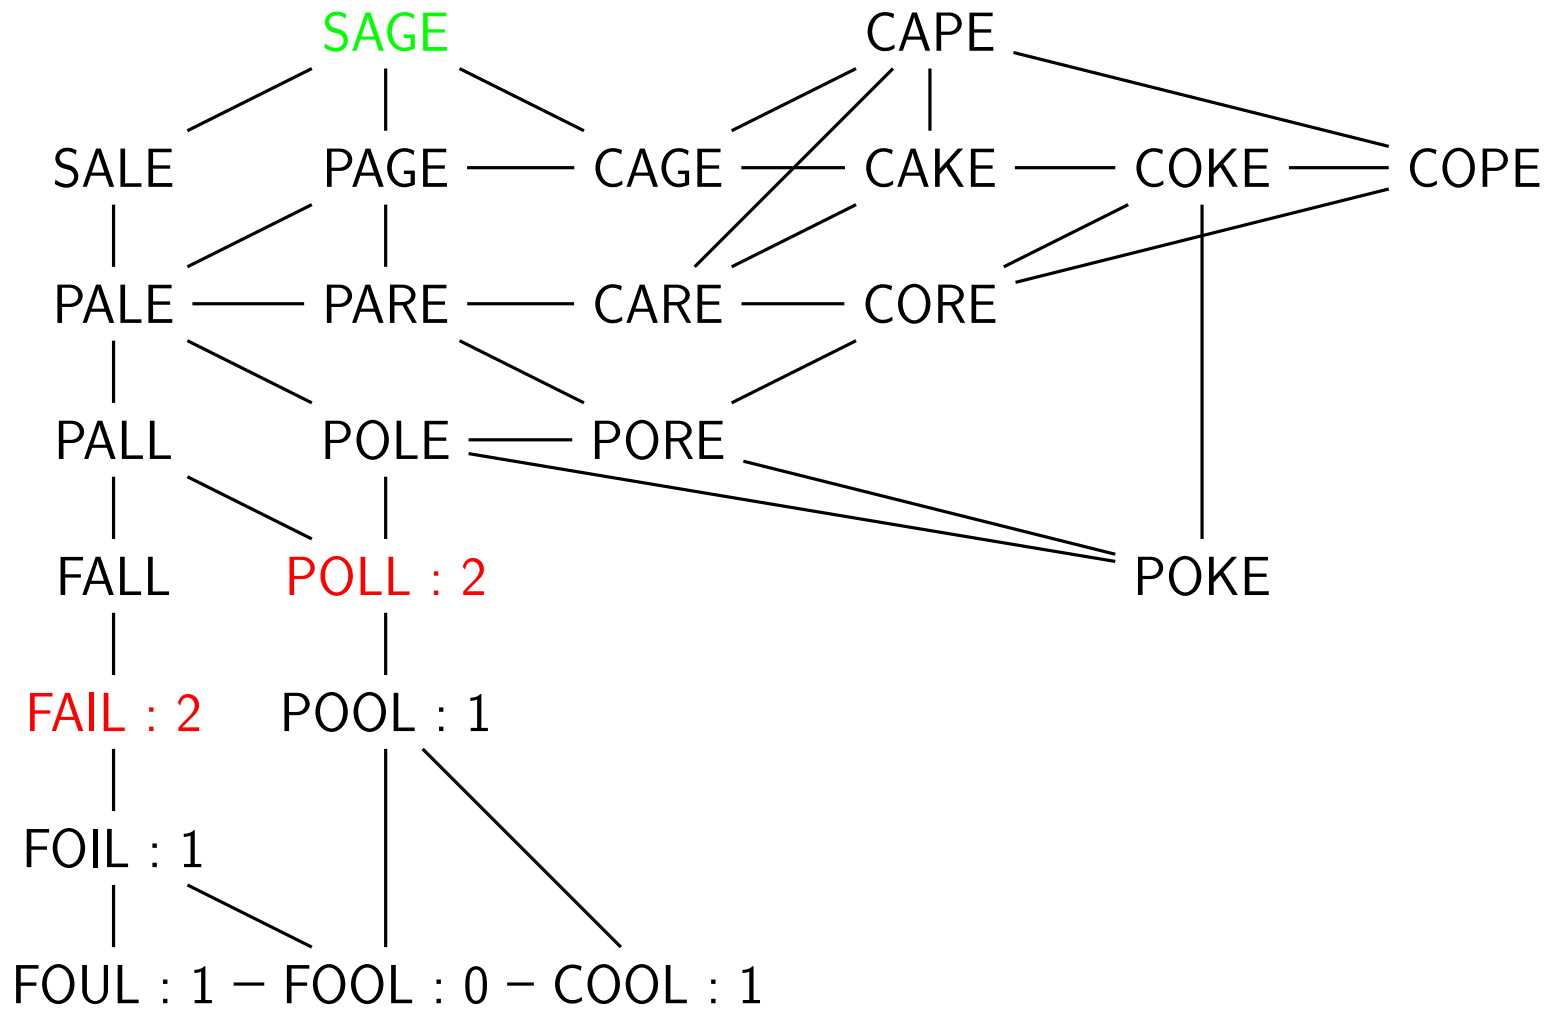 SAGE CAPE
SALE PAGE CAGE CAKE COKE COPE
PALE PARE CARE CORE
PALL POLE PORE
FALL POLL : 2 POKE
FAIL : 2 POOL : 1
FOIL : 1
FOUL : 1 FOOL : 0 COOL : 1